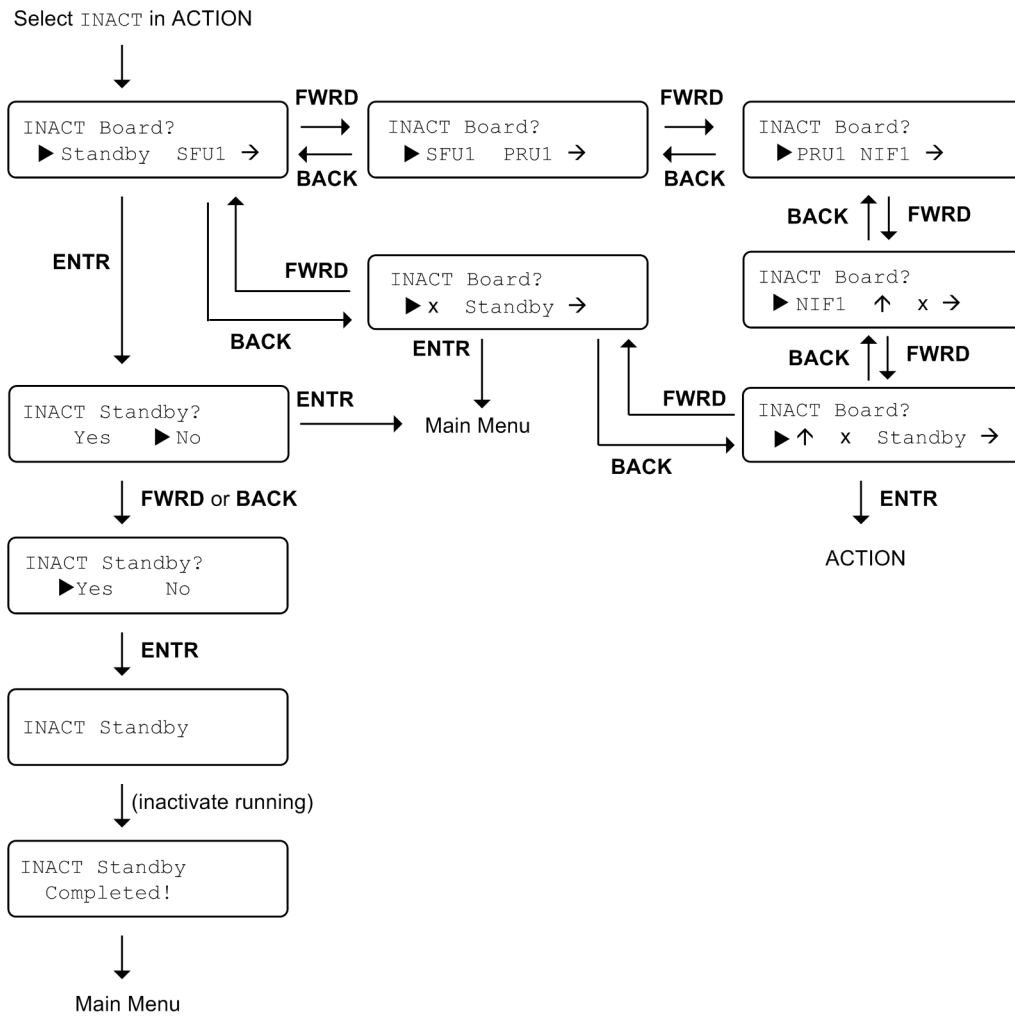 Select INACT in ACTION
INACT Board?
▶Standby SFU1 →
FWRD
BACK
INACT Board?
▶SFU1 PRU1 →
FWRD
BACK
INACT Board?
▶PRU1 NIF1 →
ENTR
FWRD
BACK
INACT Board?
▶x Standby →
BACK
FWRD
INACT Board?
▶NIF1 ↑ x →
BACK
FWRD
ENTR
Main Menu
FWRD
BACK
INACT Board?
▶↑ x Standby →
ENTR
ACTION
INACT Standby?
Yes ▶No
ENTR
FWRD or BACK
INACT Standby?
▶Yes No
ENTR
INACT Standby
(inactivate running)
INACT Standby
Completed!
Main Menu